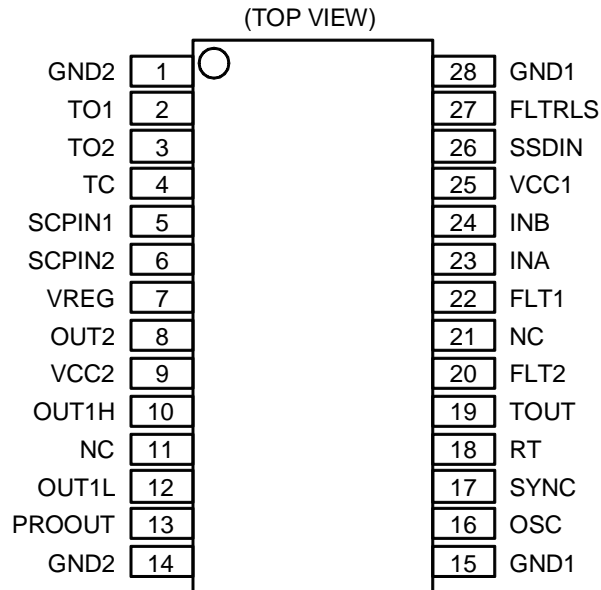 (TOP VIEW)
GND2 1 28 GND1
TO1 2 27 FLTRLS
TO2 3 26 SSDIN
TC 4 25 VCC1
SCPIN1 5 24 INB
SCPIN2 6 23 INA
VREG 7 22 FLT1
OUT2 8 21 NC
VCC2 9 20 FLT2
OUT1H 10 19 TOUT
NC 11 18 RT
OUT1L 12 17 SYNC
PROOUT 13 16 OSC
GND2 14 15 GND1